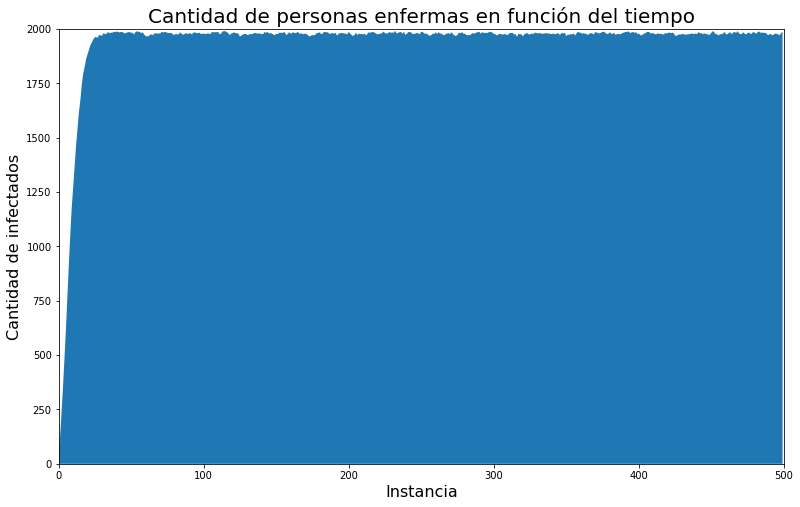 Cantidad de personas enfermas en función del tiempo
Cantidad de infectados
2000
1750
1500
1250
1000
750
500
250
0
0 100 200 300 400 500
Instancia